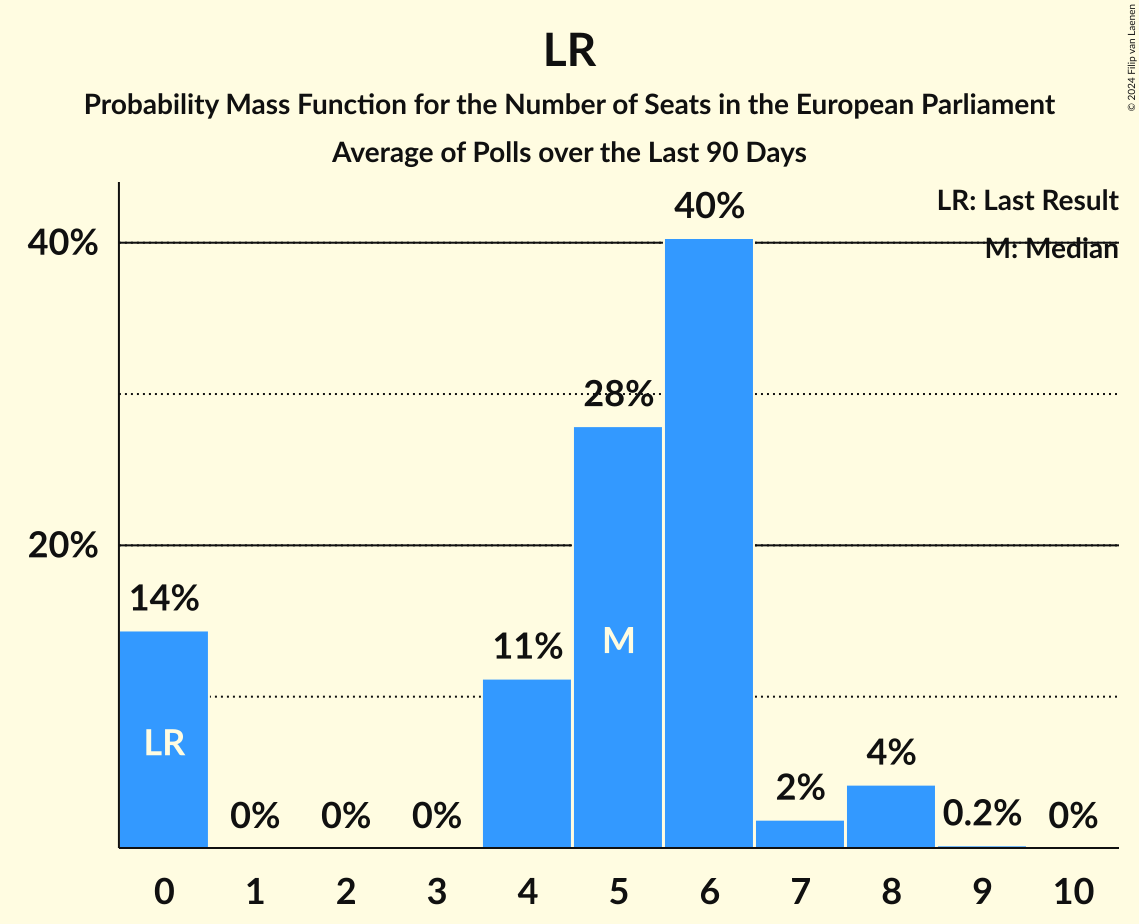 LR
Probability Mass Function for the Number of Seats in the European Parliament
Average of Polls over the Last 90 Days
© 2024 Filip van Laenen
LR: Last Result
M: Median
40%
20%
14%
0%
0%
0%
11%
28%
40%
2%
4%
0.2%
0%
LR
M
0 1 2 3 4 5 6 7 8 9 10